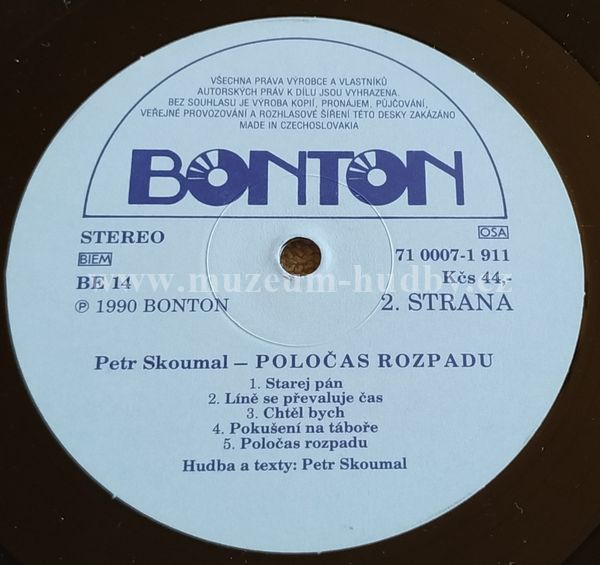 VŠECHNA PRÁVA VÝROBCE A VLASTNÍKŮ
AUTORSKÝCH PRÁV K DÍLU JSOU VYHRAZENA.
BEZ SOUHLASU JE VÝROBA KOPIÍ, PRONÁJEM, PŮJČOVÁNÍ,
VEŘEJNÉ PROVOZOVÁNÍ A ROZHLASOVÉ ŠÍŘENÍ TÉTO DESKY ZAKÁZÁNO
MADE IN CZECHOSLOVAKIA
BONTON
STEREO
OSA
BIEM
71 0007-1 911
BE 14
Kčs 44,-
www.muzeum-hudby.cz
℗ 1990 BONTON
2. STRANA
Petr Skoumal – POLOČAS ROZPADU
1. Starej pán
2. Líně se převaluje čas
3. Chtěl bych
4. Pokušení na táboře
5. Poločas rozpadu
Hudba a texty: Petr Skoumal